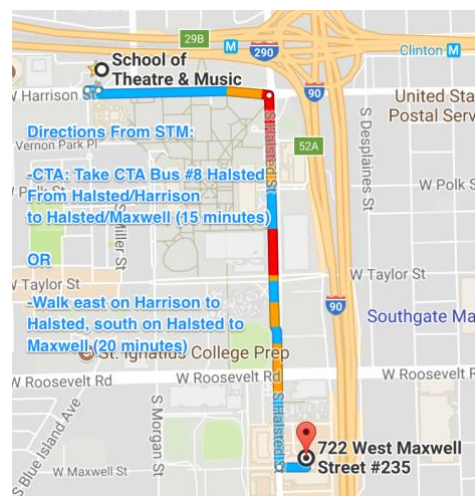 29B
M
290
Clinton M
School of
Theatre & Music
W Harrison St
90
United Sta
Postal Serv
Directions From STM:
Vernon Park Pl
S Halsted St
52A
S Desplaines St
-CTA: Take CTA Bus #8 Halsted
From Halsted/Harrison
to Halsted/Maxwell (15 minutes)
W Polk S
S Miller St
OR
W Taylor St
W Taylor St
90
-Walk east on Harrison to
Halsted, south on Halsted to
Maxwell (20 minutes)
Southgate Ma
St. Ignatius College Prep
W Roosevelt Rd
W Roosevelt Rd
S Blue Island Ave
S Morgan St
S Halsted St
722 West Maxwell
Street #235
W Maxwell St